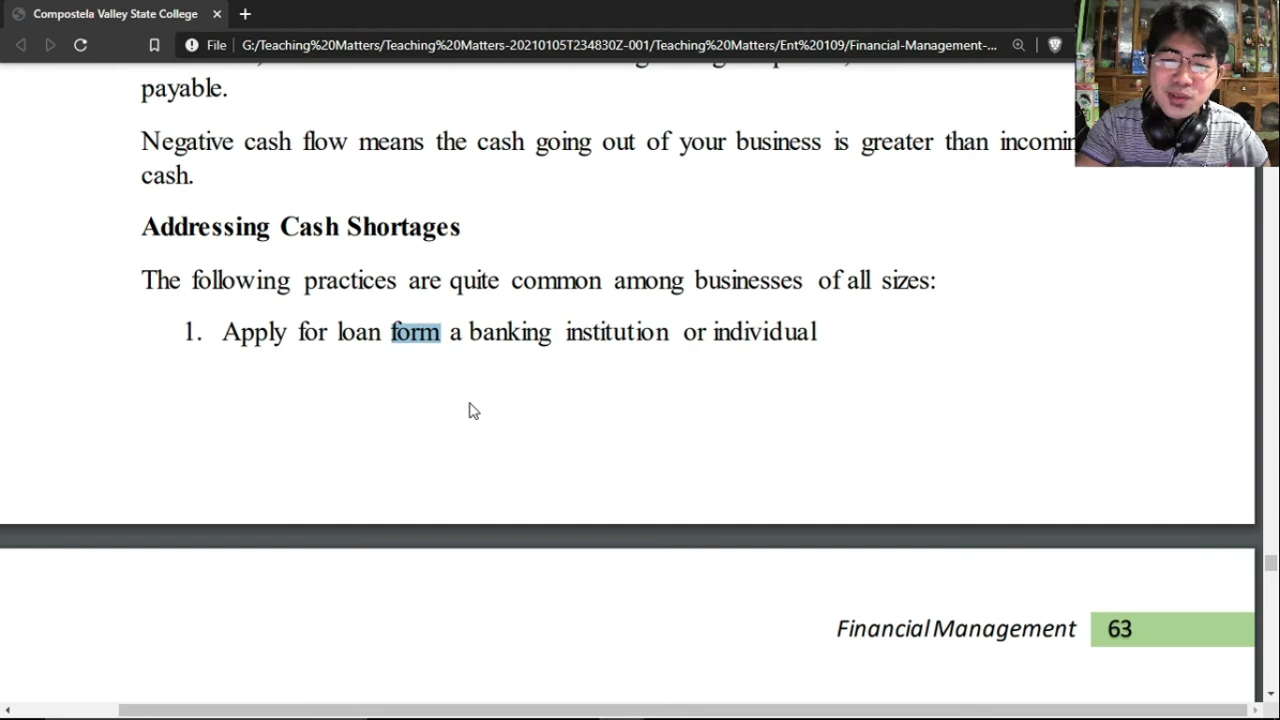 Compostela Valley State College
File G:/Teaching%20Matters/Teaching%20Matters-20210105T234830Z-001/Teaching%20Matters/Ent%20109/Financial-Management-...
payable.
Negative cash flow means the cash going out of your business is greater than
cash.
Addressing Cash Shortages
The following practices are quite common among businesses of all sizes:
1. Apply for loan form a banking institution or individual
Financial Management 63